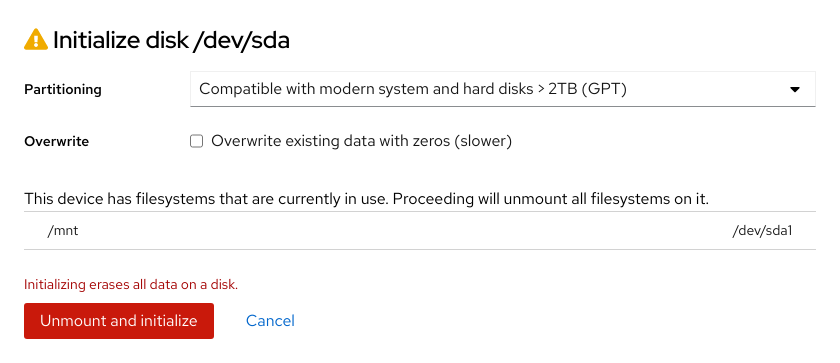 Initialize disk /dev/sda
Partitioning Compatible with modern system and hard disks > 2TB (GPT)
Overwrite Overwrite existing data with zeros (slower)
This device has filesystems that are currently in use. Proceeding will unmount all filesystems on it.
/mnt /dev/sda1
Initializing erases all data on a disk.
Unmount and initialize Cancel